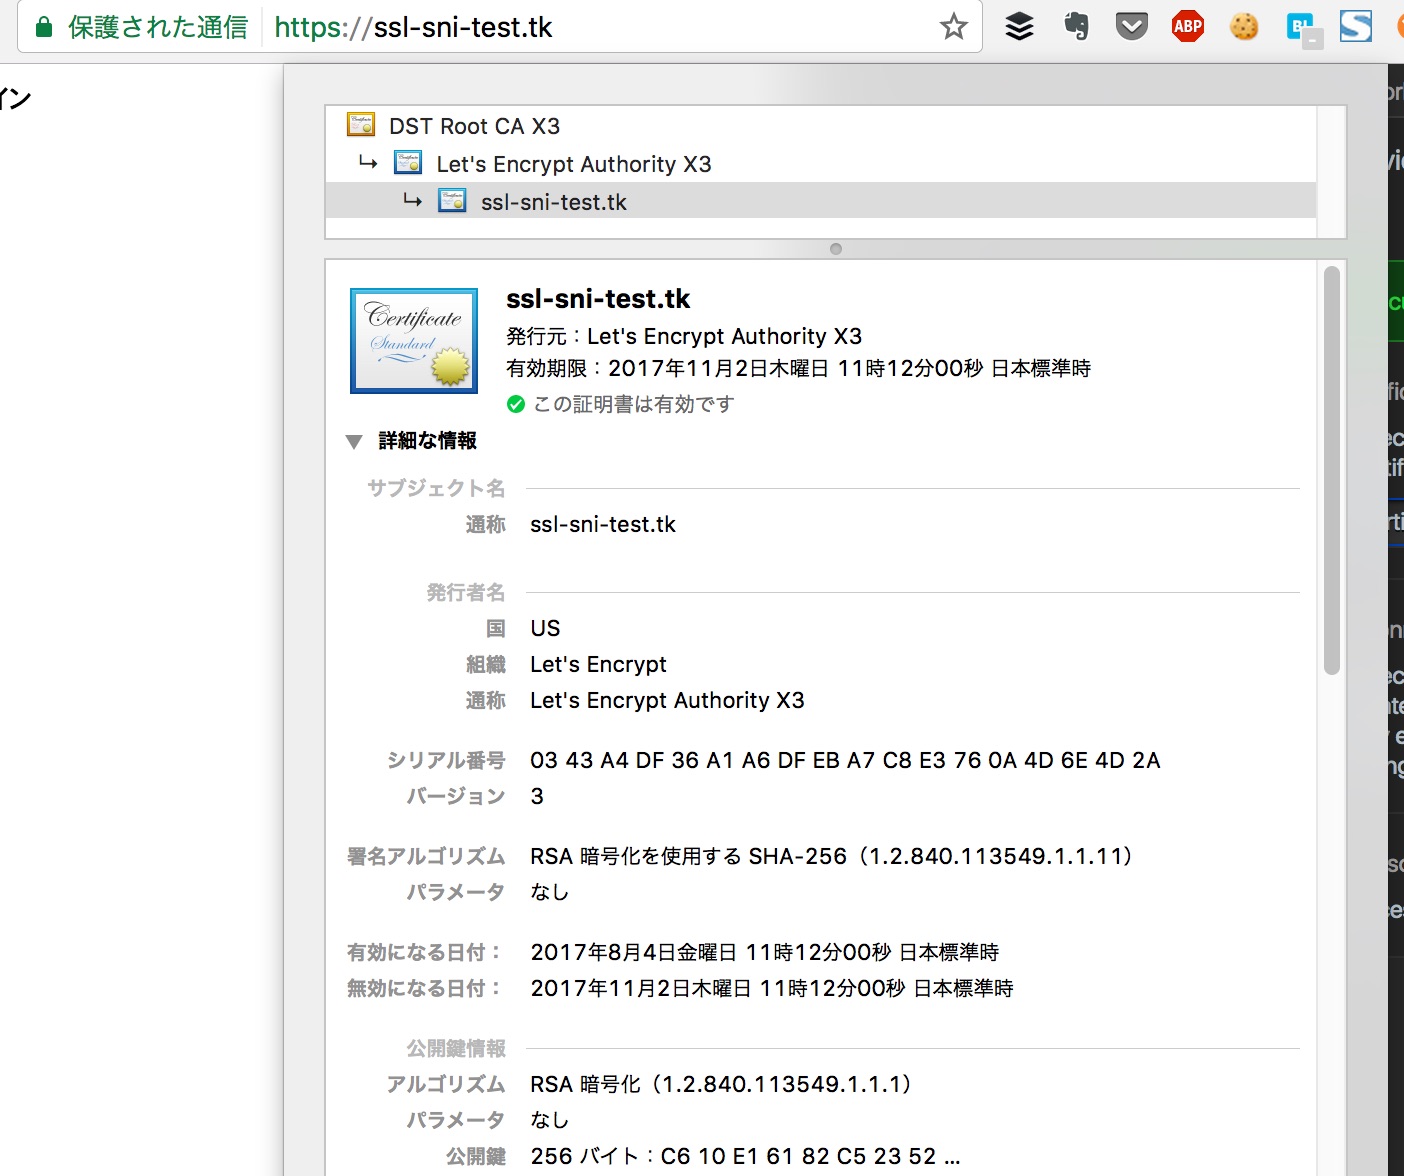 保護された通信 https://ssl-sni-test.tk
ABP
イン
DST Root CA X3
Let's Encrypt Authority X3
ssl-sni-test.tk
Certificate
Standard
ssl-sni-test.tk
発行元：Let's Encrypt Authority X3
有効期限：2017年11月2日木曜日 11時12分00秒 日本標準時
この証明書は有効です
詳細な情報
サブジェクト名
通称 ssl-sni-test.tk
発行者名
国 US
組織 Let's Encrypt
通称 Let's Encrypt Authority X3
シリアル番号 03 43 A4 DF 36 A1 A6 DF EB A7 C8 E3 76 0A 4D 6E 4D 2A
バージョン 3
署名アルゴリズム RSA 暗号化を使用する SHA-256（1.2.840.113549.1.1.11）
パラメータ なし
有効になる日付： 2017年8月4日金曜日 11時12分00秒 日本標準時
無効になる日付： 2017年11月2日木曜日 11時12分00秒 日本標準時
公開鍵情報
アルゴリズム RSA 暗号化（1.2.840.113549.1.1.1）
パラメータ なし
公開鍵 256 バイト：C6 10 E1 61 82 C5 23 52 ...